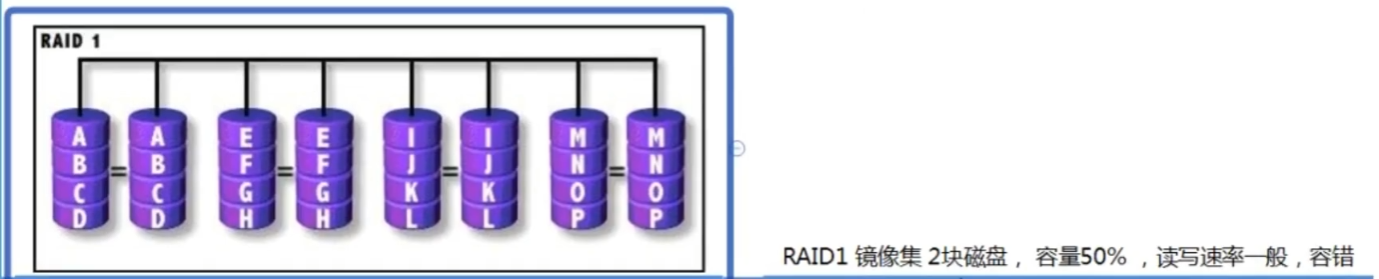 RAID 1
A A E E I I M M
B B F F J J N N
= = = =
C C G G K K O O
D D H H L L P P
RAID1 镜像集 2块磁盘， 容量50% ，读写速率一般，容错